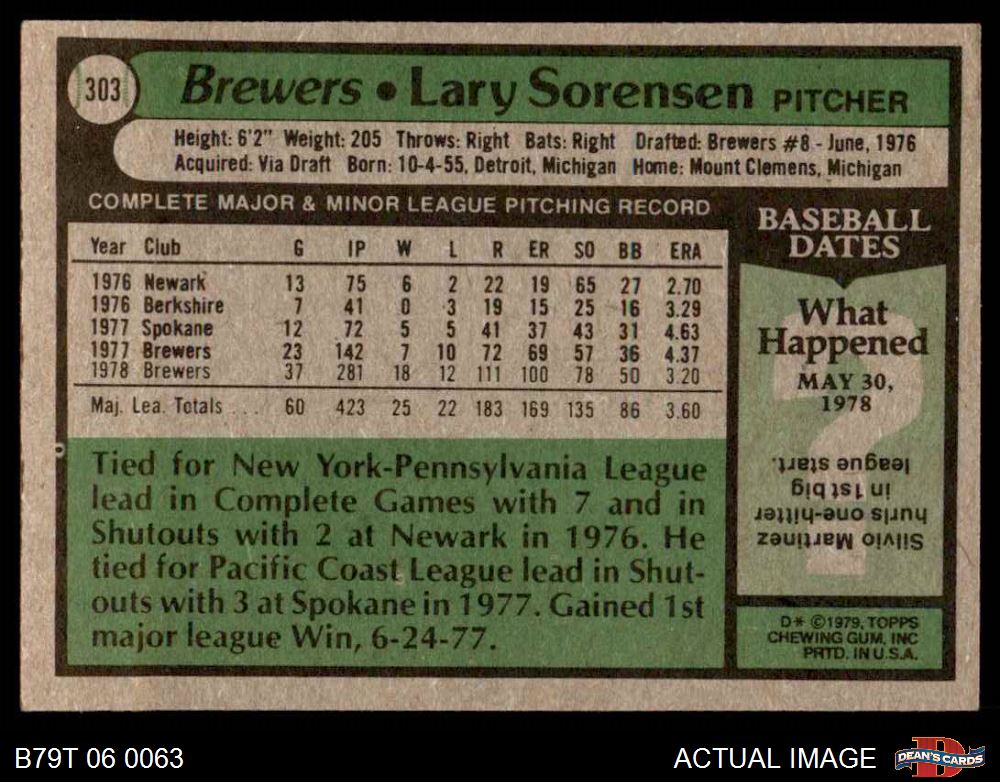 303
Brewers • Lary Sorensen PITCHER
Height: 6'2" Weight: 205 Throws: Right Bats: Right Drafted: Brewers #8 - June, 1976
Acquired: Via Draft Born: 10-4-55, Detroit, Michigan Home: Mount Clemens, Michigan
COMPLETE MAJOR & MINOR LEAGUE PITCHING RECORD
Year Club G IP W L R ER SO BB ERA
1976 Newark 13 75 6 2 22 19 65 27 2.70
1976 Berkshire 7 41 0 3 19 15 25 16 3.29
1977 Spokane 12 72 5 5 41 37 43 31 4.63
1977 Brewers 23 142 7 10 72 69 57 36 4.37
1978 Brewers 37 281 18 12 111 100 78 50 3.20
Maj. Lea. Totals ... 60 423 25 22 183 169 135 86 3.60
Tied for New York-Pennsylvania League
lead in Complete Games with 7 and in
Shutouts with 2 at Newark in 1976. He
tied for Pacific Coast League lead in Shut-
outs with 3 at Spokane in 1977. Gained 1st
major league Win, 6-24-77.
BASEBALL
DATES
What
Happened
MAY 30,
1978
Silvio Martinez
hurls one-hitter
in 1st big
league start.
D* ©1979, TOPPS
CHEWING GUM, INC
PRTD. IN U.S.A.
B79T 06 0063
ACTUAL IMAGE
D
DEAN'S CARDS